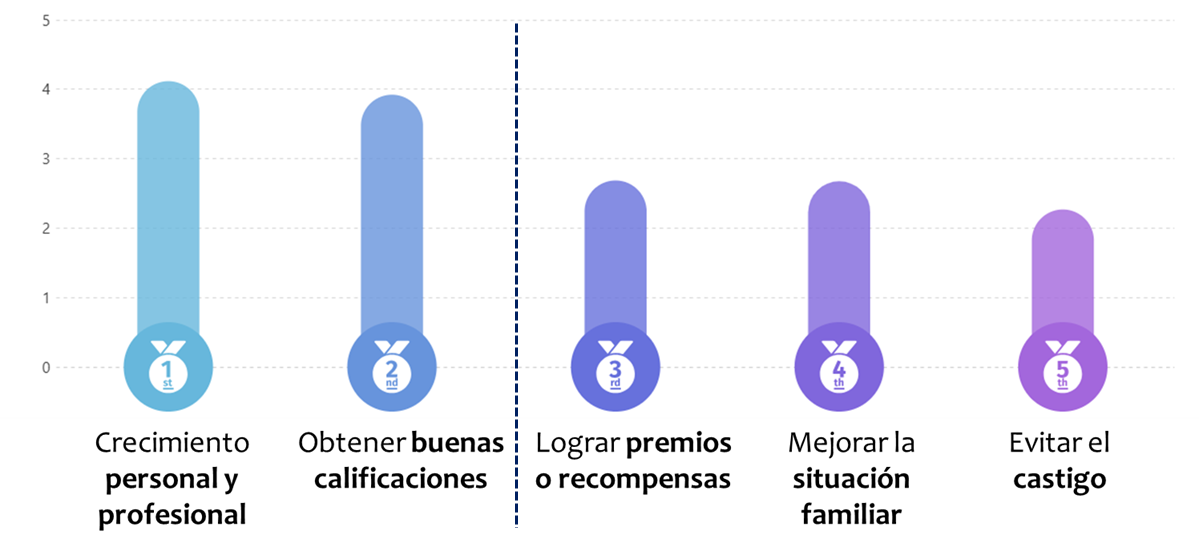 5
4
3
2
1
0
1
st
2
nd
3
rd
4
th
5
th
Crecimiento
personal y
profesional
Obtener buenas
calificaciones
Lograr premios
o recompensas
Mejorar la
situación
familiar
Evitar el
castigo